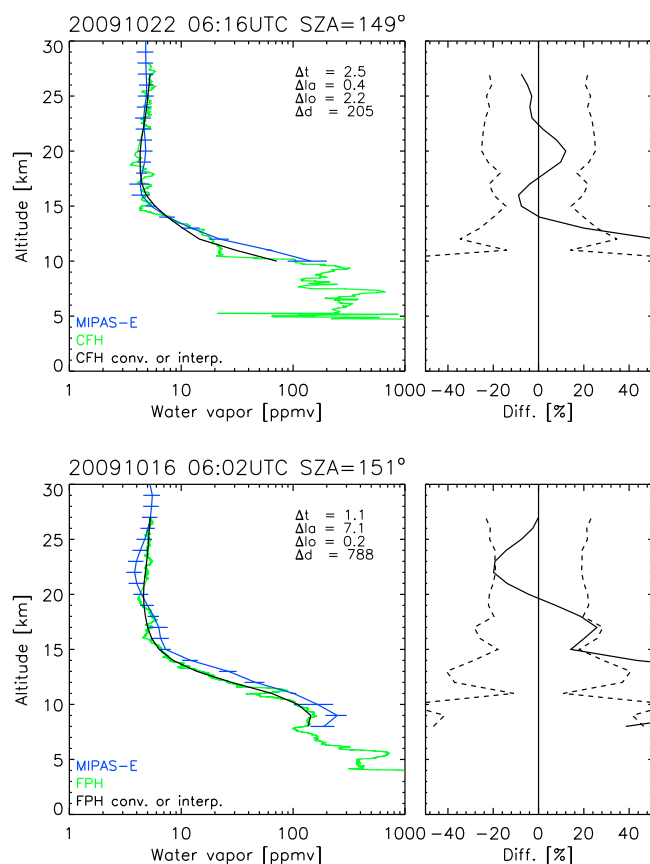 20091022 06:16UTC SZA=149°
30
25
20
15
10
5
0
Altitude [km]
Δt = 2.5
Δla = 0.4
Δlo = 2.2
Δd = 205
MIPAS-E
CFH
CFH conv. or interp.
1 10 100 1000
Water vapor [ppmv]
-40 -20 0 20 40
Diff. [%]
20091016 06:02UTC SZA=151°
30
25
20
15
10
5
0
Altitude [km]
Δt = 1.1
Δla = 7.1
Δlo = 0.2
Δd = 788
MIPAS-E
FPH
FPH conv. or interp.
1 10 100 1000
Water vapor [ppmv]
-40 -20 0 20 40
Diff. [%]